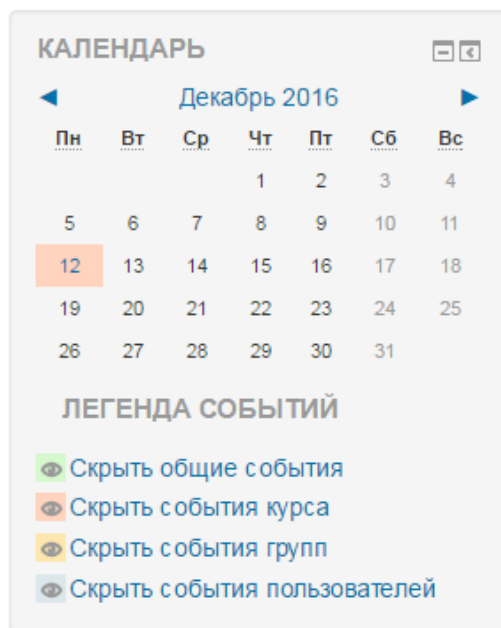 КАЛЕНДАРЬ
Декабрь 2016
Пн Вт Ср Чт Пт Сб Вс
1 2 3 4
5 6 7 8 9 10 11
12 13 14 15 16 17 18
19 20 21 22 23 24 25
26 27 28 29 30 31
ЛЕГЕНДА СОБЫТИЙ
Скрыть общие события
Скрыть события курса
Скрыть события групп
Скрыть события пользователей